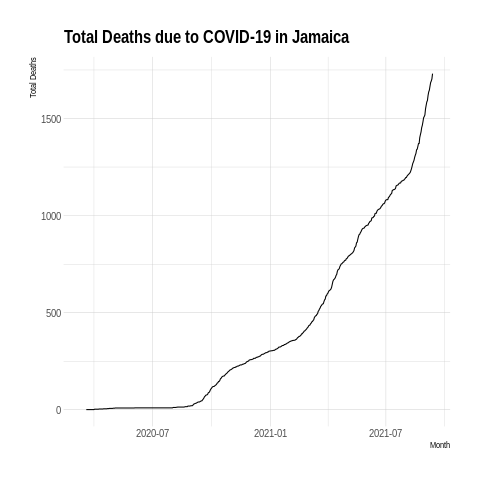 Total Deaths due to COVID-19 in Jamaica
Total Deaths
1500
1000
500
0
2020-07
2021-01
2021-07
Month